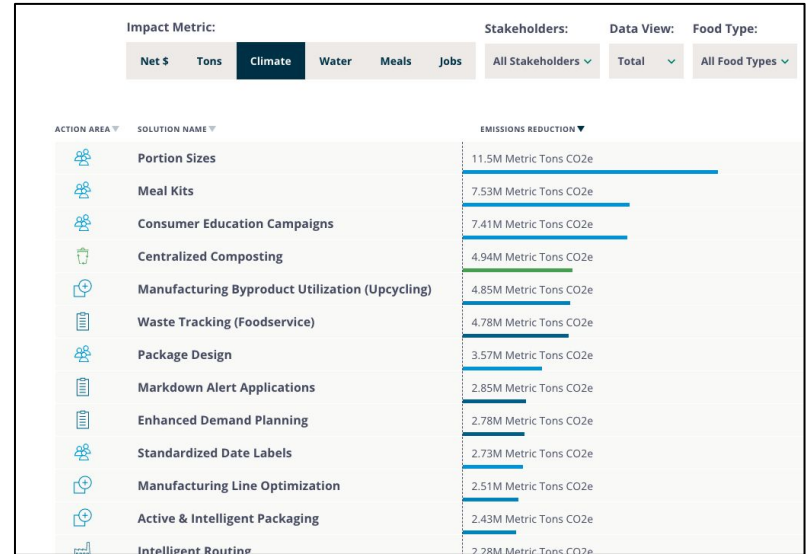 Impact Metric: Stakeholders: Data View: Food Type:
Net $ Tons Climate Water Meals Jobs All Stakeholders Total All Food Types
ACTION AREA SOLUTION NAME EMISSIONS REDUCTION
Portion Sizes 11.5M Metric Tons CO2e
Meal Kits 7.53M Metric Tons CO2e
Consumer Education Campaigns 7.41M Metric Tons CO2e
Centralized Composting 4.94M Metric Tons CO2e
Manufacturing Byproduct Utilization (Upcycling) 4.85M Metric Tons CO2e
Waste Tracking (Foodservice) 4.78M Metric Tons CO2e
Package Design 3.57M Metric Tons CO2e
Markdown Alert Applications 2.85M Metric Tons CO2e
Enhanced Demand Planning 2.78M Metric Tons CO2e
Standardized Date Labels 2.73M Metric Tons CO2e
Manufacturing Line Optimization 2.51M Metric Tons CO2e
Active & Intelligent Packaging 2.43M Metric Tons CO2e
Intelligent Routing 2.28M Metric Tons CO2e